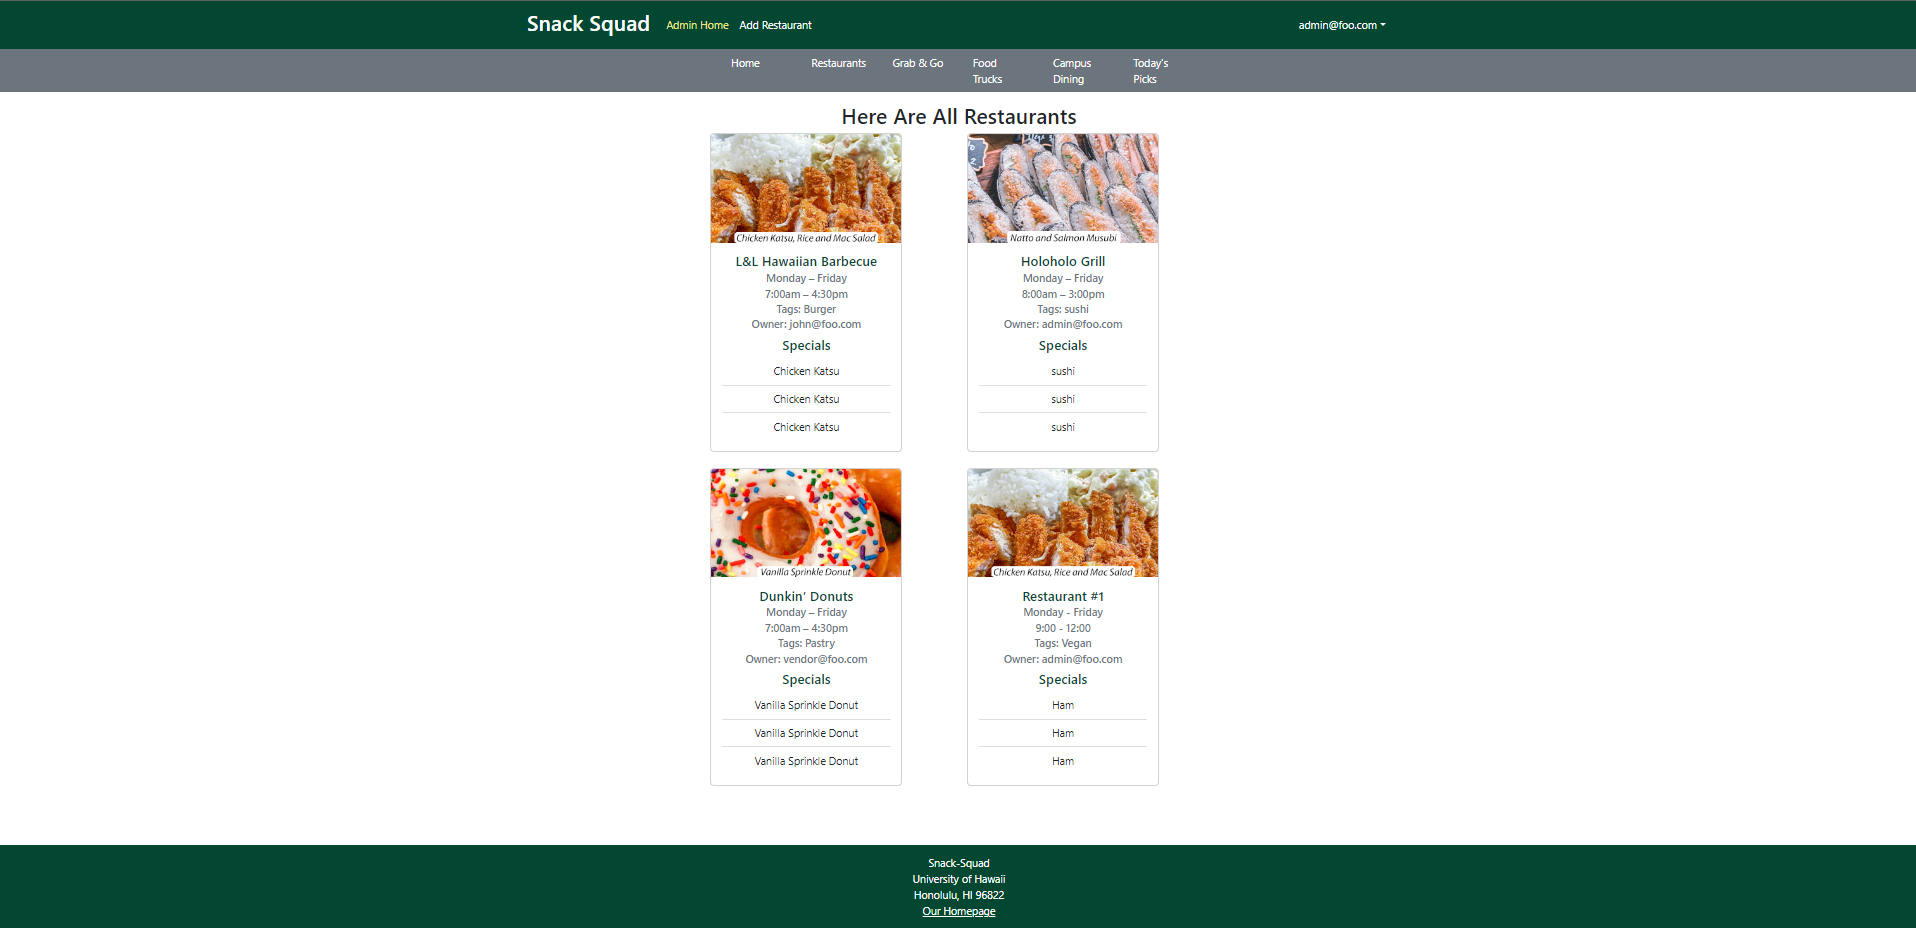 Snack Squad Admin Home Add Restaurant admin@foo.com
Home Restaurants Grab & Go Food Trucks Campus Dining Today's Picks
Here Are All Restaurants
Chicken Katsu, Rice and Mac Salad
L&L Hawaiian Barbecue
Monday – Friday
7:00am – 4:30pm
Tags: Burger
Owner: john@foo.com
Specials
Chicken Katsu
Chicken Katsu
Chicken Katsu
Natto and Salmon Musubi
Holoholo Grill
Monday – Friday
8:00am – 3:00pm
Tags: sushi
Owner: admin@foo.com
Specials
sushi
sushi
sushi
Vanilla Sprinkle Donut
Dunkin' Donuts
Monday – Friday
7:00am – 4:30pm
Tags: Pastry
Owner: vendor@foo.com
Specials
Vanilla Sprinkle Donut
Vanilla Sprinkle Donut
Vanilla Sprinkle Donut
Chicken Katsu, Rice and Mac Salad
Restaurant #1
Monday - Friday
9:00 - 12:00
Tags: Vegan
Owner: admin@foo.com
Specials
Ham
Ham
Ham
Snack-Squad
University of Hawaii
Honolulu, HI 96822
Our Homepage